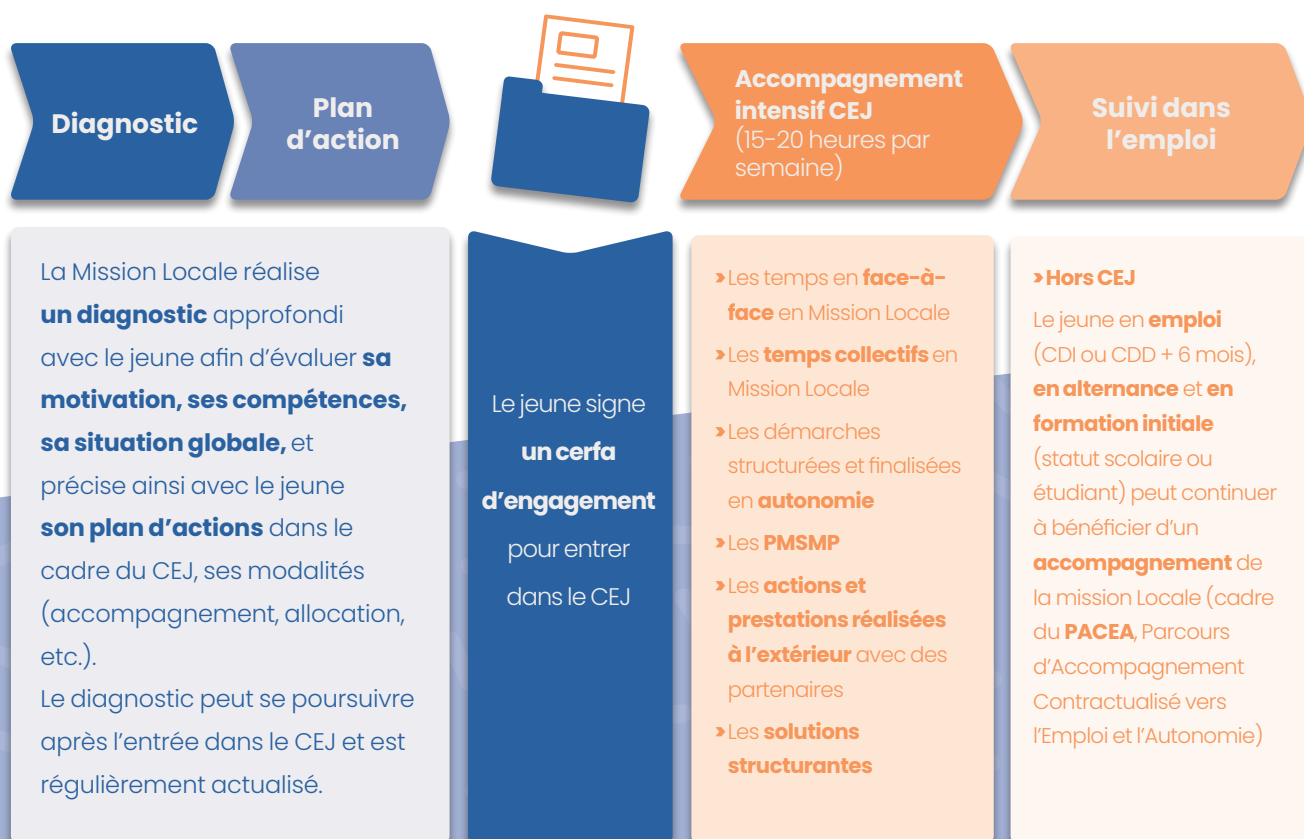 Diagnostic
Plan
d'action
Accompagnement
intensif CEJ
(15-20 heures par
semaine)
Suivi dans
l'emploi
La Mission Locale réalise
un diagnostic approfondi
avec le jeune afin d'évaluer sa
motivation, ses compétences,
sa situation globale, et
précise ainsi avec le jeune
son plan d'actions dans le
cadre du CEJ, ses modalités
(accompagnement, allocation,
etc.).
Le diagnostic peut se poursuivre
après l'entrée dans le CEJ et est
régulièrement actualisé.
Le jeune signe
un cerfa
d'engagement
pour entrer
dans le CEJ
> Les temps en face-à-
face en Mission Locale
> Les temps collectifs en
Mission Locale
> Les démarches
structurées et finalisées
en autonomie
> Les PMSMP
> Les actions et
prestations réalisées
à l'extérieur avec des
partenaires
> Les solutions
structurantes
> Hors CEJ
Le jeune en emploi
(CDI ou CDD + 6 mois),
en alternance et en
formation initiale
(statut scolaire ou
étudiant) peut continuer
à bénéficier d'un
accompagnement de
la mission Locale (cadre
du PACEA, Parcours
d'Accompagnement
Contractualisé vers
l'Emploi et l'Autonomie)